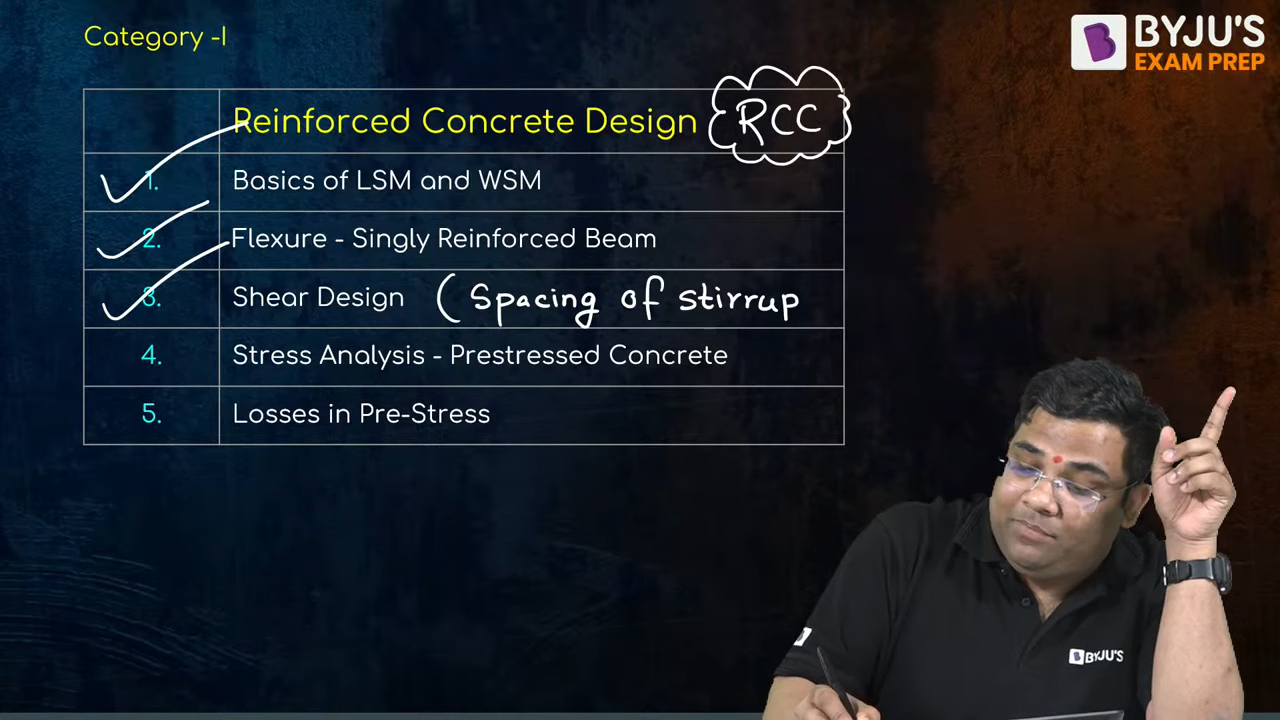 Category -I
BYJU'S
EXAM PREP
Reinforced Concrete Design RCC
1. Basics of LSM and WSM
2. Flexure - Singly Reinforced Beam
3. Shear Design (Spacing of stirrup
4. Stress Analysis - Prestressed Concrete
5. Losses in Pre-Stress
BYJU'S